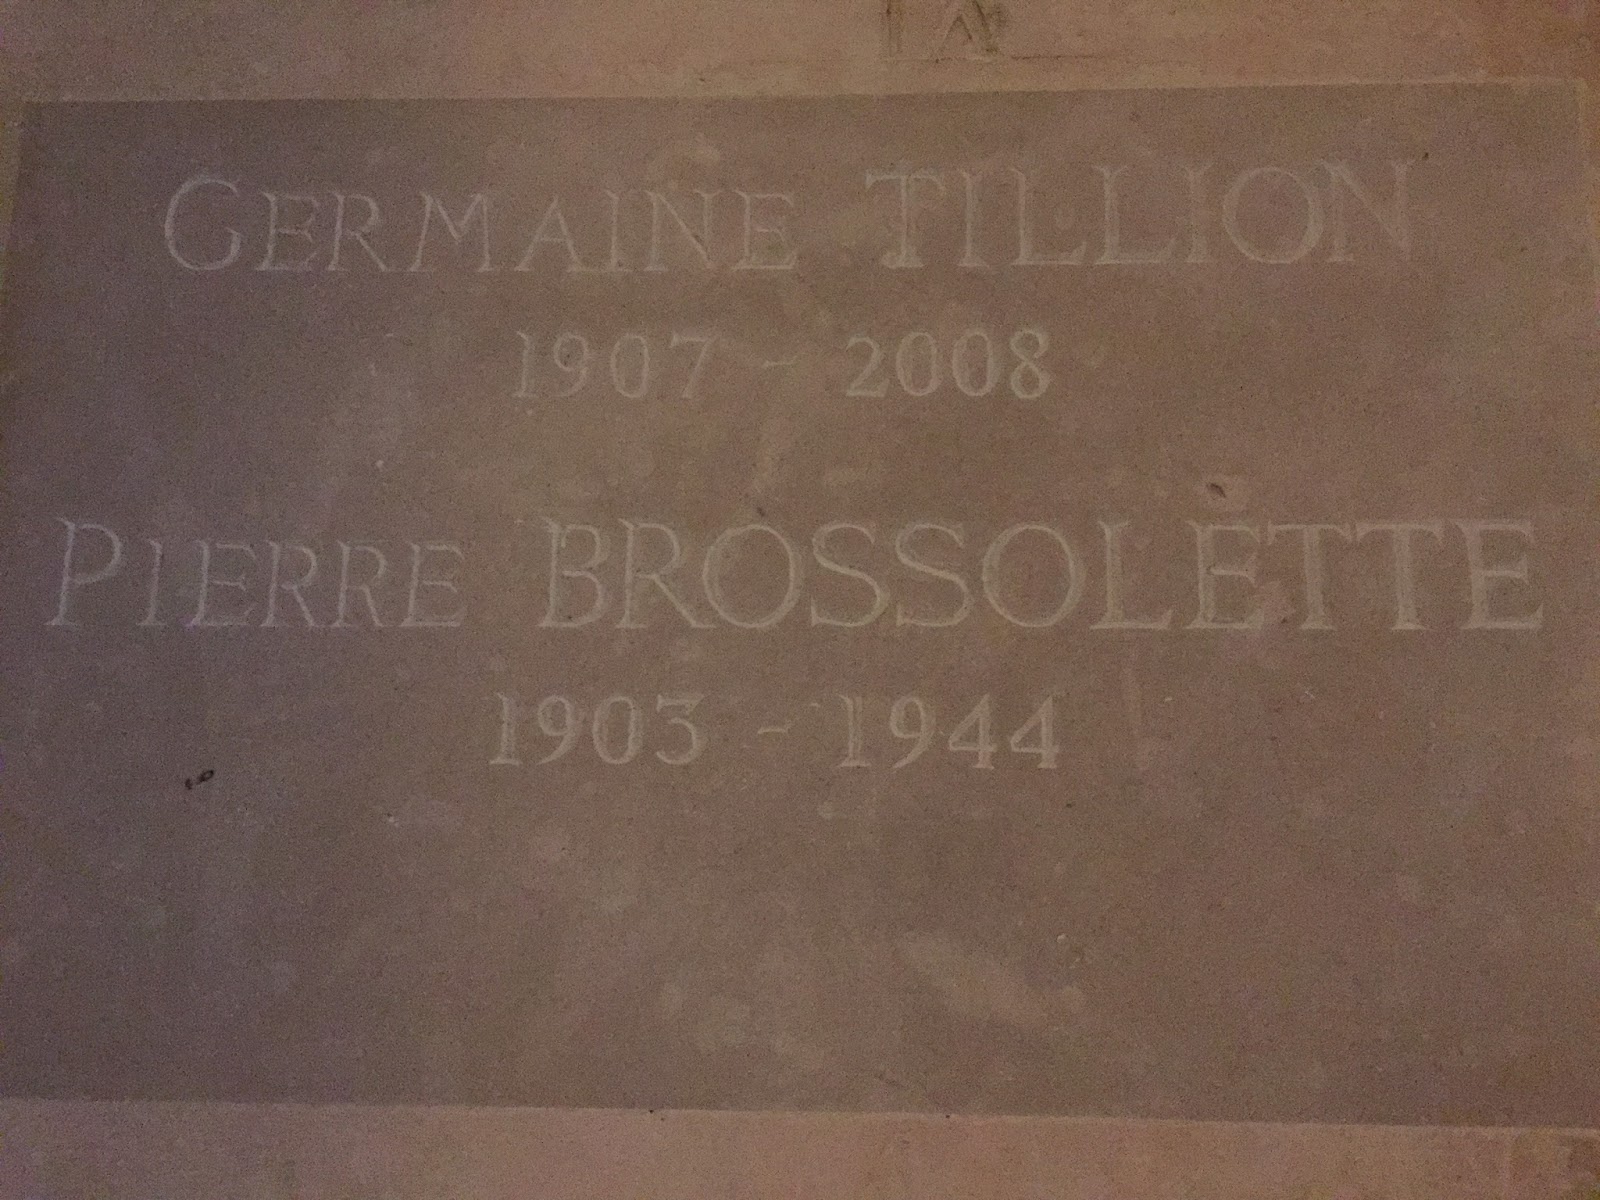 GERMAINE TILLION
1907 - 2008
PIERRE BROSSOLETTE
1903 - 1944